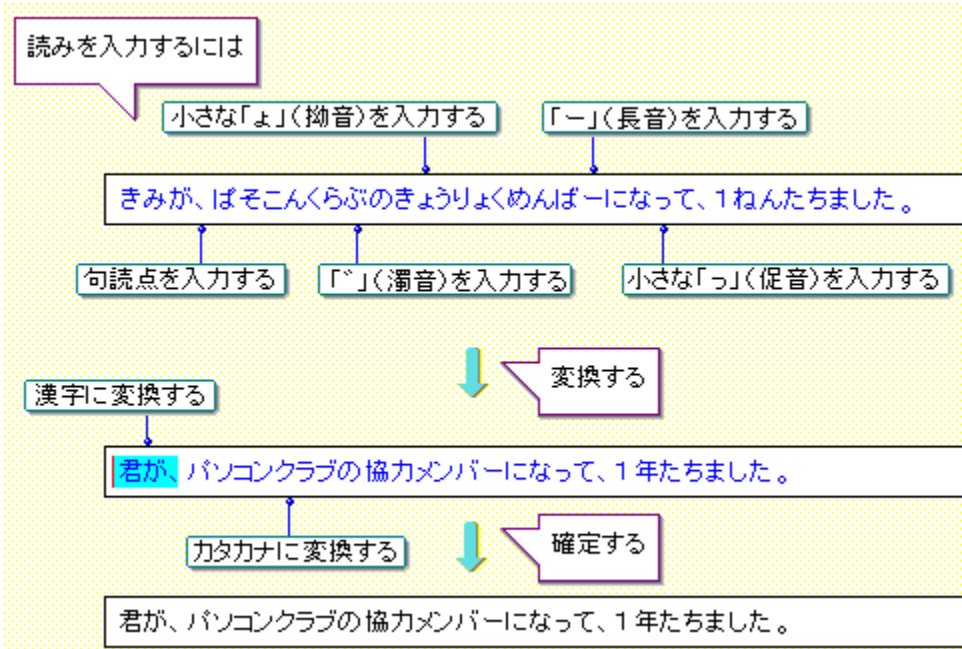 読みを入力するには
小さな「ょ」(拗音)を入力する
「ー」(長音)を入力する
きみが、ぱそこんくらぶのきょうりょくめんばーになって、1ねんたちました。
句読点を入力する
「゛」(濁音)を入力する
小さな「っ」(促音)を入力する
変換する
漢字に変換する
君が、パソコンクラブの協力メンバーになって、1年たちました。
カタカナに変換する
確定する
君が、パソコンクラブの協力メンバーになって、1年たちました。